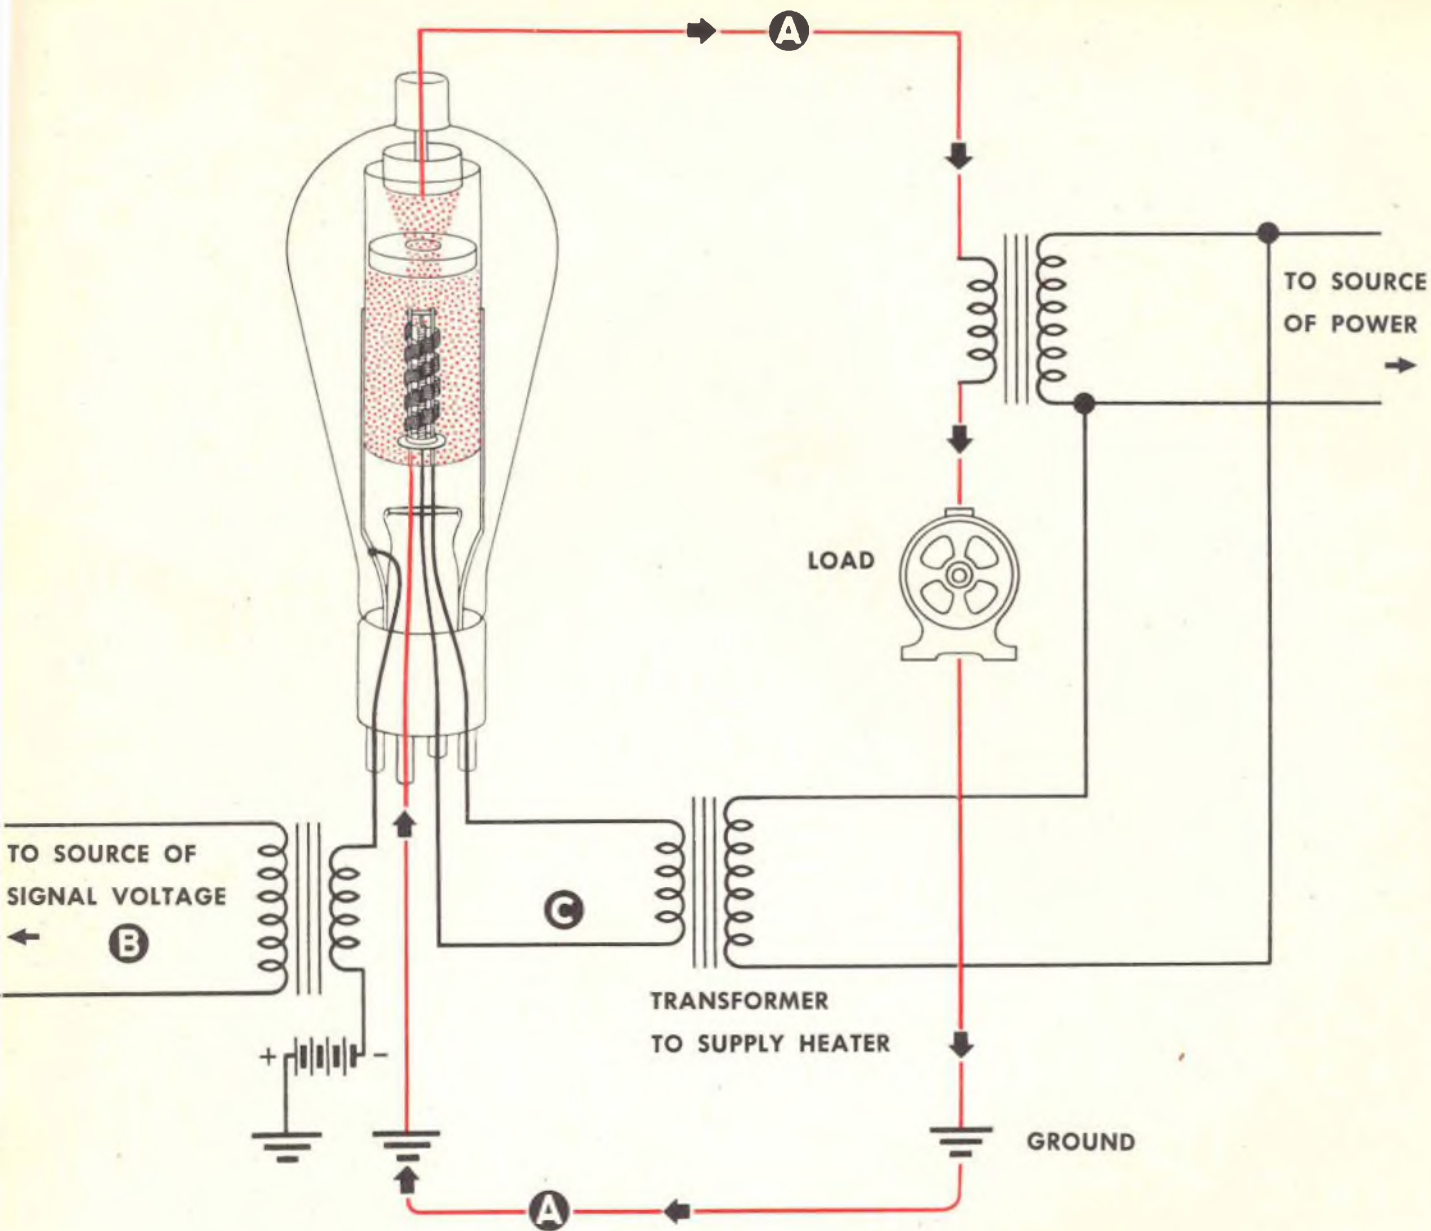 A
TO SOURCE
OF POWER
LOAD
TO SOURCE OF
SIGNAL VOLTAGE
B
C
TRANSFORMER
TO SUPPLY HEATER
+ -
GROUND
A